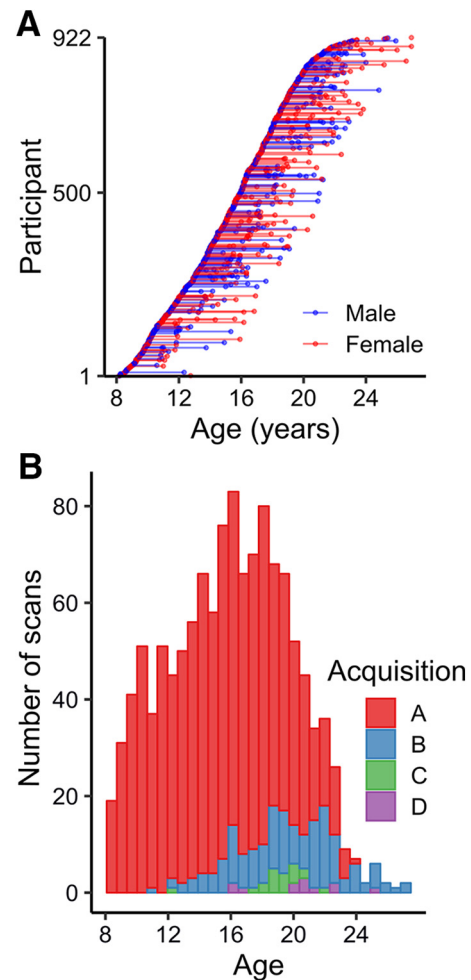 A
922
500
1
Participant
Male
Female
8 12 16 20 24
Age (years)
B
80
60
40
20
0
Number of scans
Acquisition
A
B
C
D
8 12 16 20 24
Age